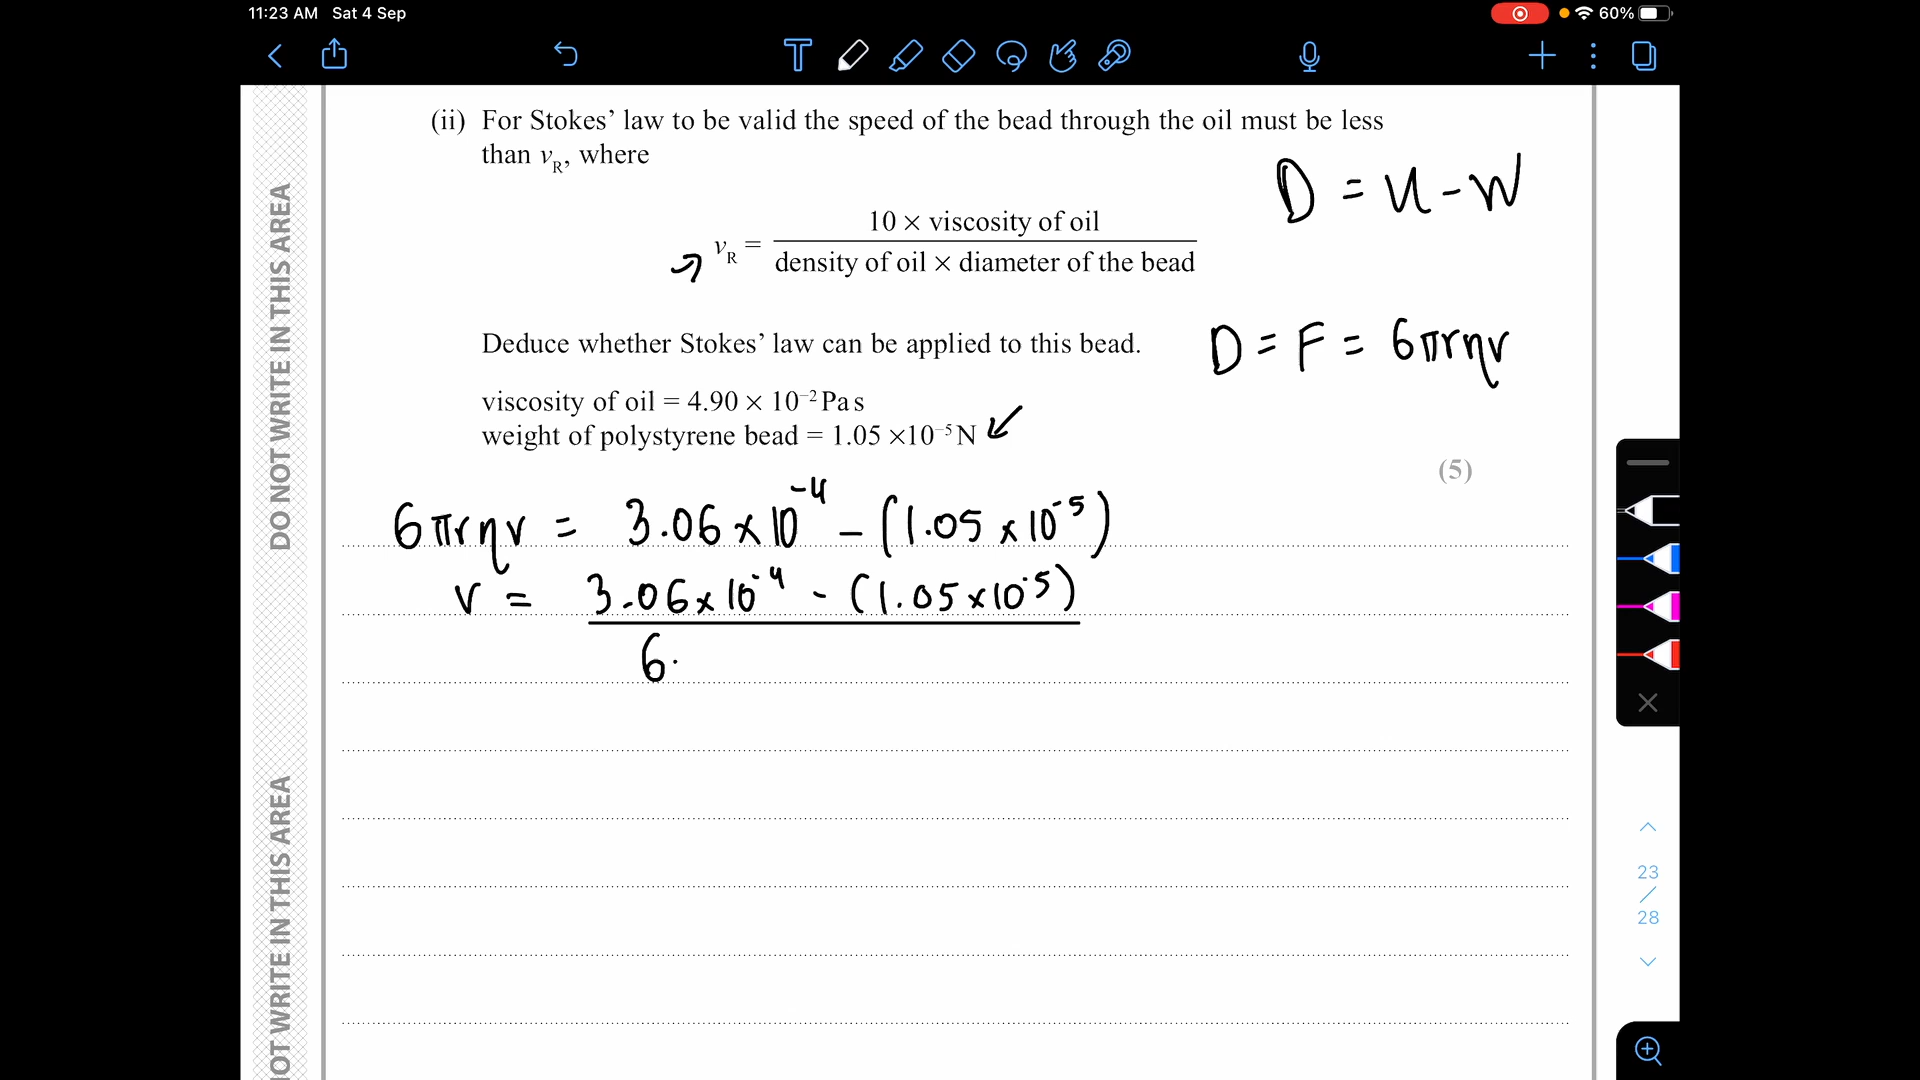 11:23 AM Sat 4 Sep
60%
(ii) For Stokes’ law to be valid the speed of the bead through the oil must be less
than vR, where
D = U - W
vR = 10 × viscosity of oil
density of oil × diameter of the bead
Deduce whether Stokes’ law can be applied to this bead.
D = F = 6πrηv
viscosity of oil = 4.90 × 10⁻² Pa s
weight of polystyrene bead = 1.05 ×10⁻⁵ N
(5)
6πrηv = 3.06 × 10⁻⁴ - (1.05 × 10⁻⁵)
v = 3.06 × 10⁻⁴ - (1.05 × 10⁻⁵)
6.
DO NOT WRITE IN THIS AREA
NOT WRITE IN THIS AREA
23
/
28